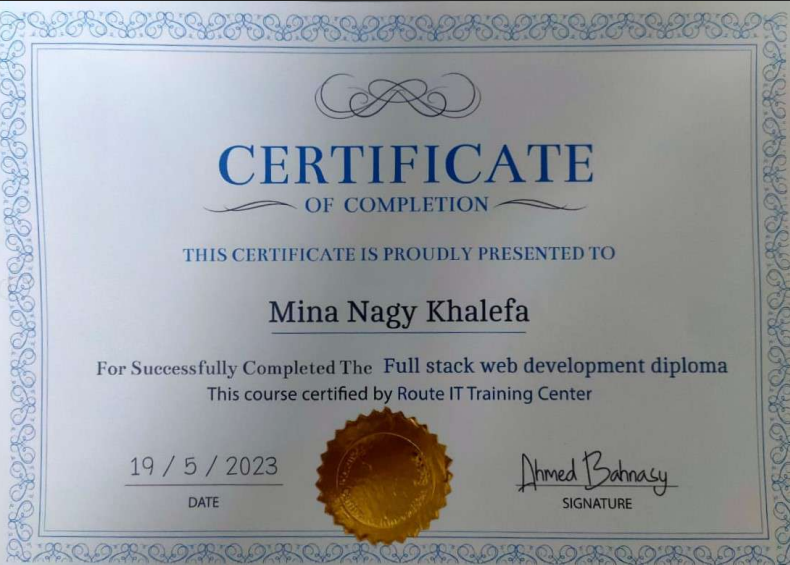 CERTIFICATE
OF COMPLETION
THIS CERTIFICATE IS PROUDLY PRESENTED TO
Mina Nagy Khalefa
For Successfully Completed The Full stack web development diploma
This course certified by Route IT Training Center
19 / 5 / 2023
Ahmed Bahnasy
DATE
SIGNATURE